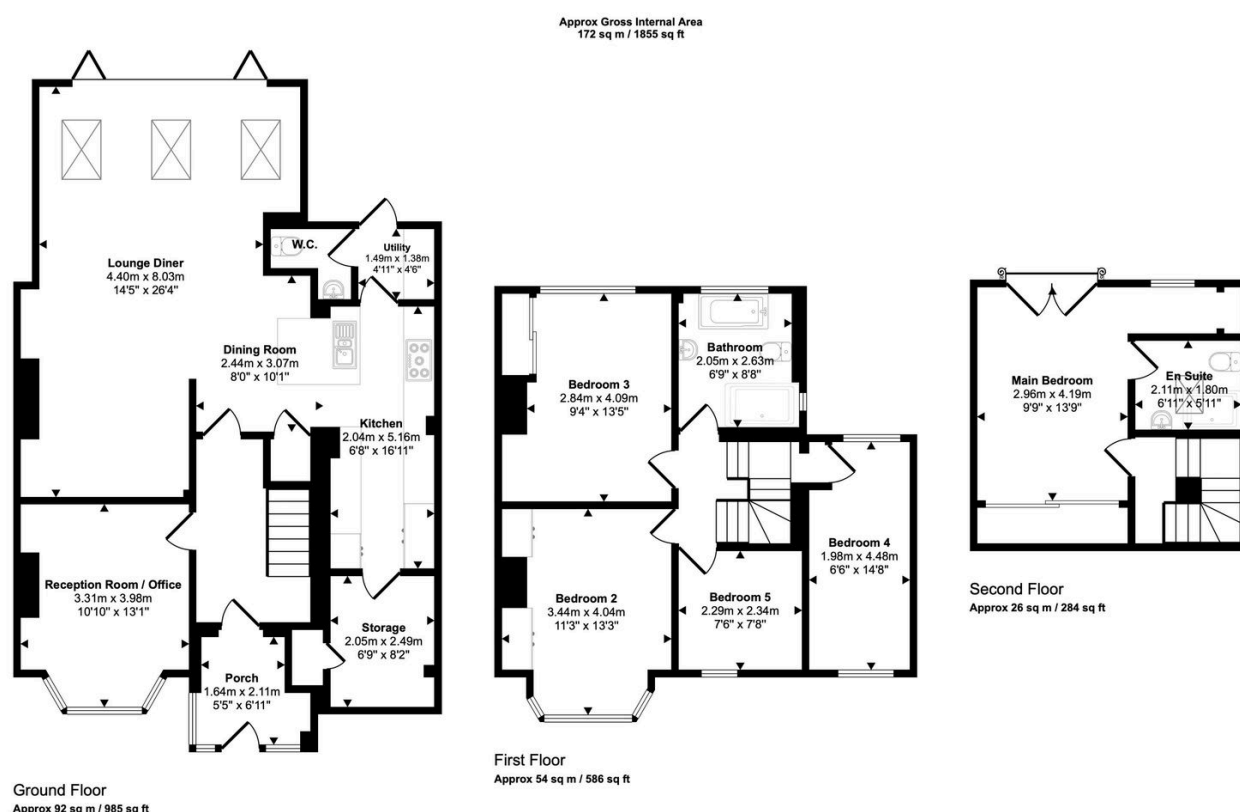 Approx Gross Internal Area
172 sq m / 1855 sq ft
Lounge Diner
4.40m x 8.03m
14'5" x 26'4"
W.C.
Utility
1.49m x 1.38m
4'11" x 4'6"
Dining Room
2.44m x 3.07m
8'0" x 10'1"
Kitchen
2.04m x 5.16m
6'8" x 16'11"
Reception Room / Office
3.31m x 3.98m
10'10" x 13'1"
Storage
2.05m x 2.49m
6'9" x 8'2"
Porch
1.64m x 2.11m
5'5" x 6'11"
Ground Floor
Approx 92 sq m / 985 sq ft
Bedroom 3
2.84m x 4.09m
9'4" x 13'5"
Bathroom
2.05m x 2.63m
6'9" x 8'8"
Bedroom 4
1.98m x 4.48m
6'6" x 14'8"
Bedroom 2
3.44m x 4.04m
11'3" x 13'3"
Bedroom 5
2.29m x 2.34m
7'6" x 7'8"
First Floor
Approx 54 sq m / 586 sq ft
Main Bedroom
2.96m x 4.19m
9'9" x 13'9"
En Suite
2.11m x 1.80m
6'11" x 5'11"
Second Floor
Approx 26 sq m / 284 sq ft